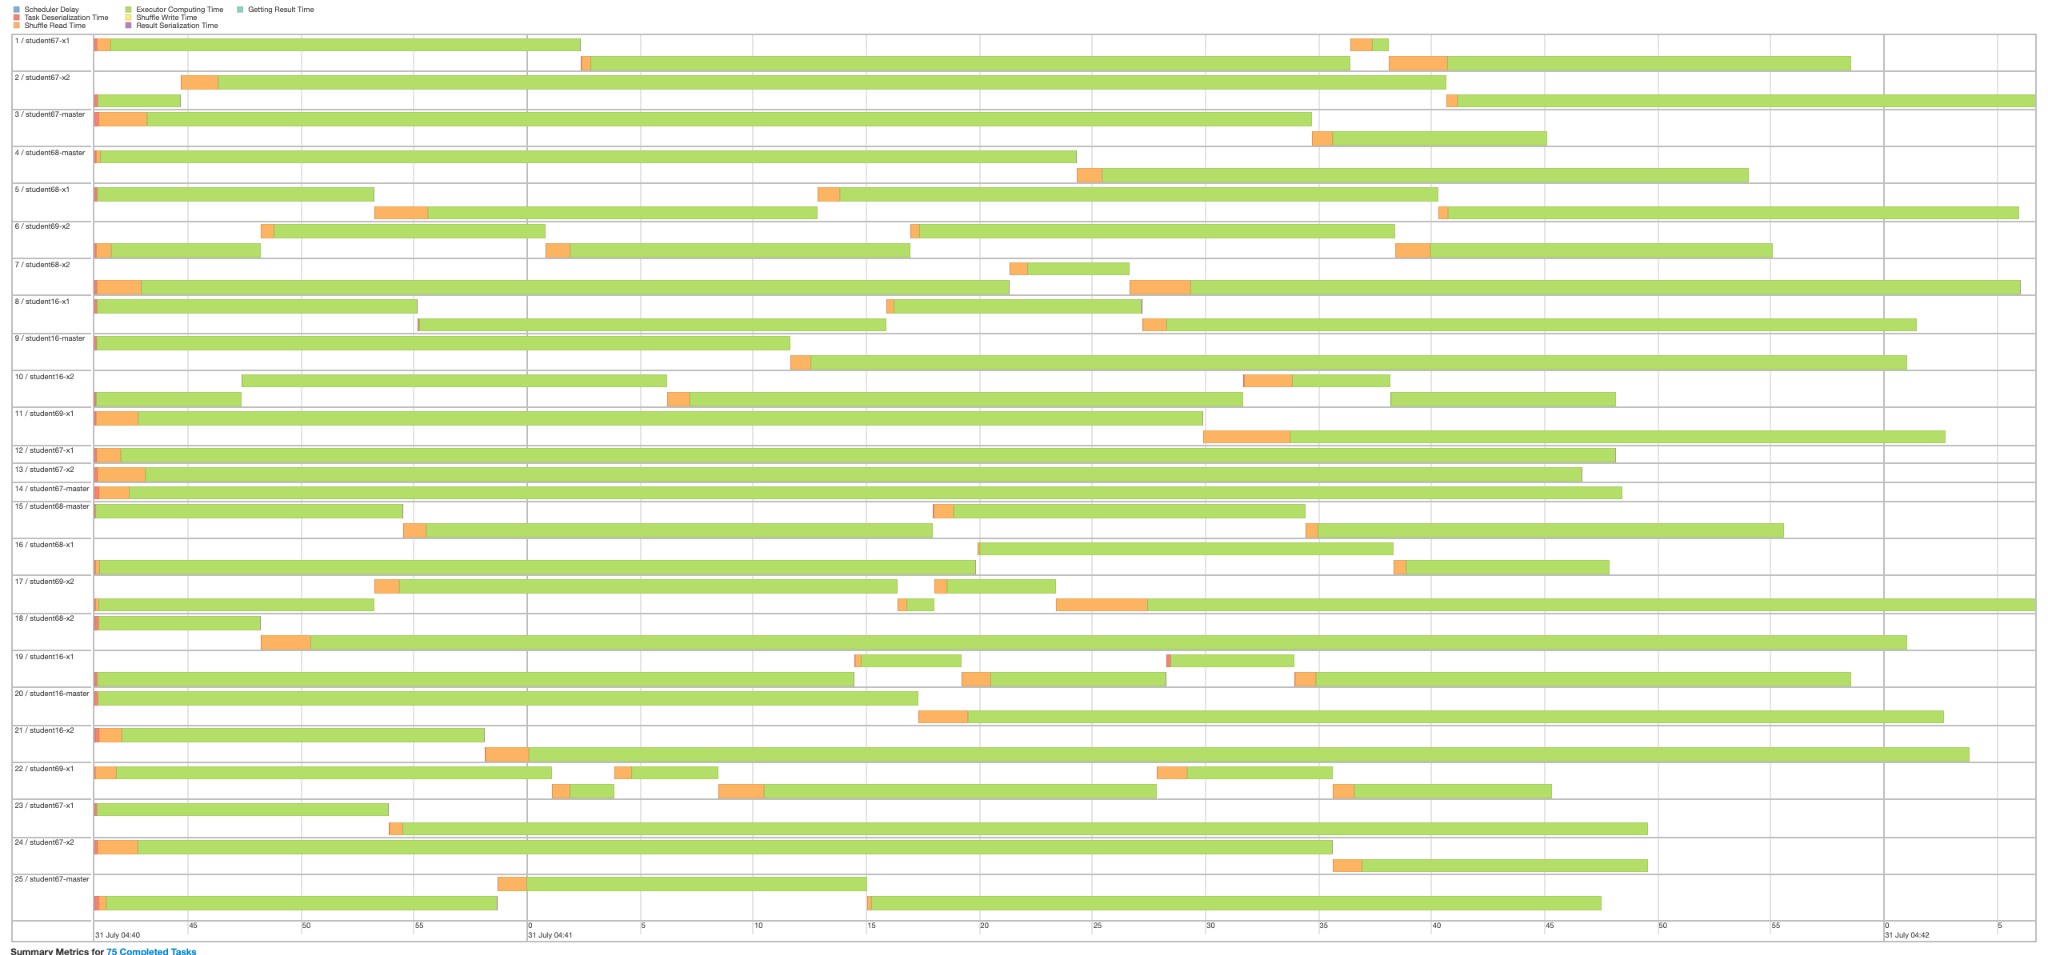 Scheduler Delay Executor Computing Time Getting Result Time
Task Deserialization Time Shuffle Write Time
Shuffle Read Time Result Serialization Time
1 / student67-x1
2 / student67-x2
3 / student67-master
4 / student68-master
5 / student68-x1
6 / student69-x2
7 / student68-x2
8 / student16-x1
9 / student16-master
10 / student16-x2
11 / student69-x1
12 / student67-x1
13 / student67-x2
14 / student67-master
15 / student68-master
16 / student68-x1
17 / student69-x2
18 / student68-x2
19 / student16-x1
20 / student16-master
21 / student16-x2
22 / student69-x1
23 / student67-x1
24 / student67-x2
25 / student67-master
45 50 55 0 5 10 15 20 25 30 35 40 45 50 55 0 5
31 July 04:40 31 July 04:41 31 July 04:42
Summary Metrics for 75 Completed Tasks